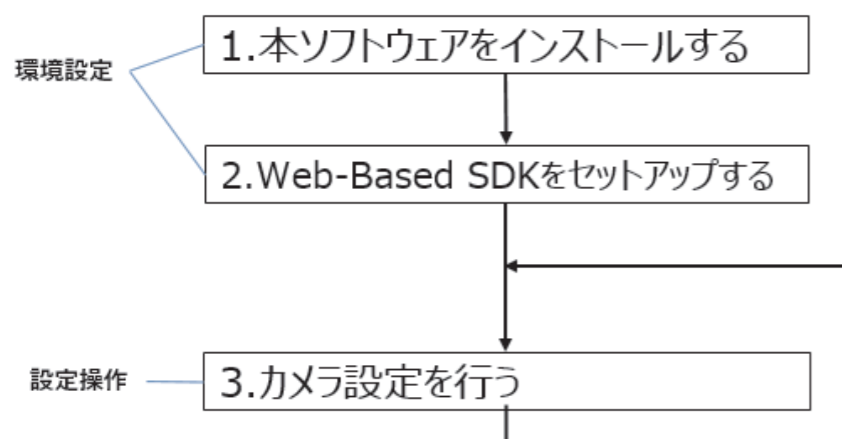 1.本ソフトウェアをインストールする
環境設定
2.Web-Based SDKをセットアップする
設定操作
3.カメラ設定を行う